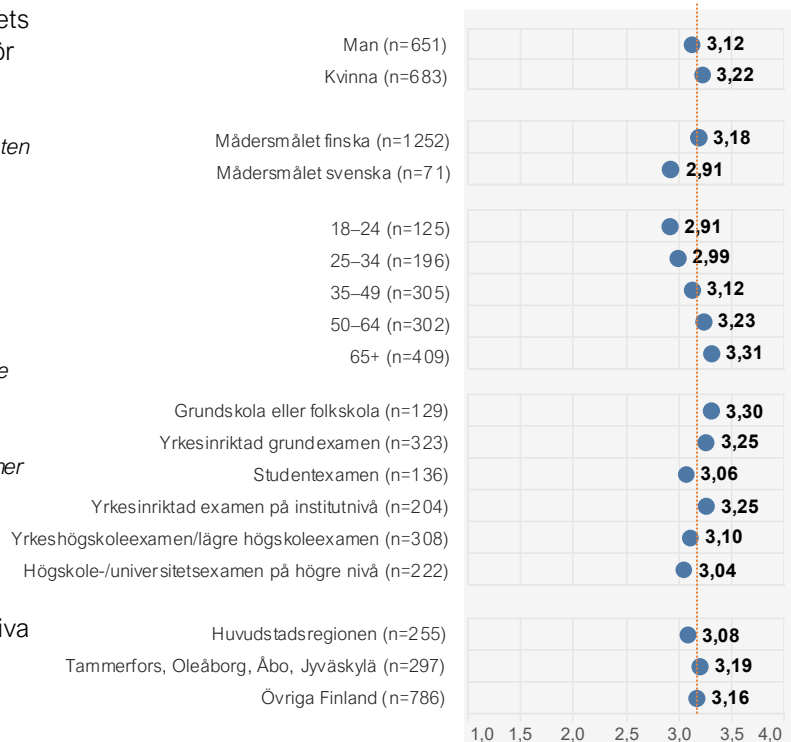 ets
ör
ten
e
ner
iva
Man (n=651) 3,12
Kvinna (n=683) 3,22
Mådersmålet finska (n=1252) 3,18
Mådersmålet svenska (n=71) 2,91
18–24 (n=125) 2,91
25–34 (n=196) 2,99
35–49 (n=305) 3,12
50–64 (n=302) 3,23
65+ (n=409) 3,31
Grundskola eller folkskola (n=129) 3,30
Yrkesinriktad grundexamen (n=323) 3,25
Studentexamen (n=136) 3,06
Yrkesinriktad examen på institutnivå (n=204) 3,25
Yrkeshögskoleexamen/lägre högskoleexamen (n=308) 3,10
Högskole-/universitetsexamen på högre nivå (n=222) 3,04
Huvudstadsregionen (n=255) 3,08
Tammerfors, Oleåborg, Åbo, Jyväskylä (n=297) 3,19
Övriga Finland (n=786) 3,16
1,0 1,5 2,0 2,5 3,0 3,5 4,0